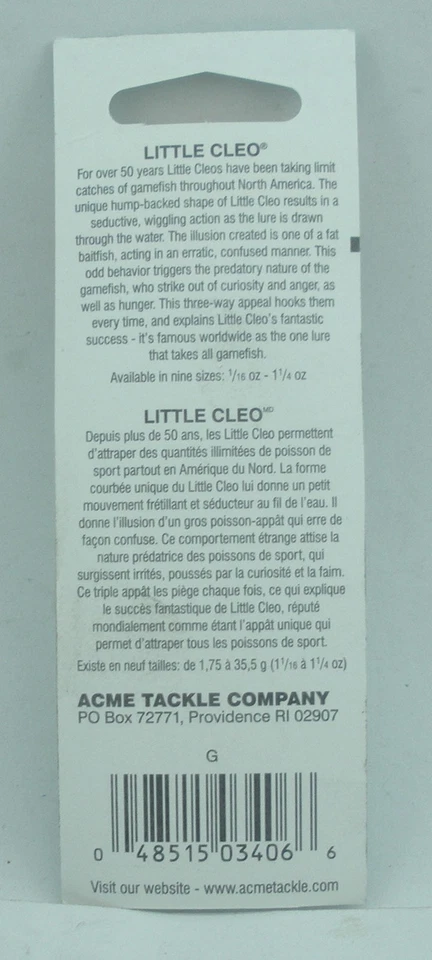 LITTLE CLEO®
For over 50 years Little Cleos have been taking limit
catches of gamefish throughout North America. The
unique hump-backed shape of Little Cleo results in a
seductive, wiggling action as the lure is drawn
through the water. The illusion created is one of a fat
baitfish, acting in an erratic, confused manner. This
odd behavior triggers the predatory nature of the
gamefish, who strike out of curiosity and anger, as
well as hunger. This three-way appeal hooks them
every time, and explains Little Cleo's fantastic
success - it's famous worldwide as the one lure
that takes all gamefish.
Available in nine sizes: 1/16 oz - 1 1/4 oz
LITTLE CLEO MD
Depuis plus de 50 ans, les Little Cleo permettent
d'attraper des quantités illimitées de poisson de
sport partout en Amérique du Nord. La forme
courbée unique du Little Cleo lui donne un petit
mouvement frétillant et séducteur au fil de l'eau. Il
donne l'illusion d'un gros poisson-appât qui erre de
façon confuse. Ce comportement étrange attise la
nature prédatrice des poissons de sport, qui
surgissent irrités, poussés par la curiosité et la faim.
Ce triple appât les piège chaque fois, ce qui explique
le succès fantastique de Little Cleo, réputé
mondialement comme étant l'appât unique qui
permet d'attraper tous les poissons de sport.
Existe en neuf tailles: de 1,75 à 35,5 g (1 1/16 à 1 1/4 oz)
ACME TACKLE COMPANY
PO Box 72771, Providence RI 02907
G
0 48515 03406 6
Visit our website - www.acmetackle.com